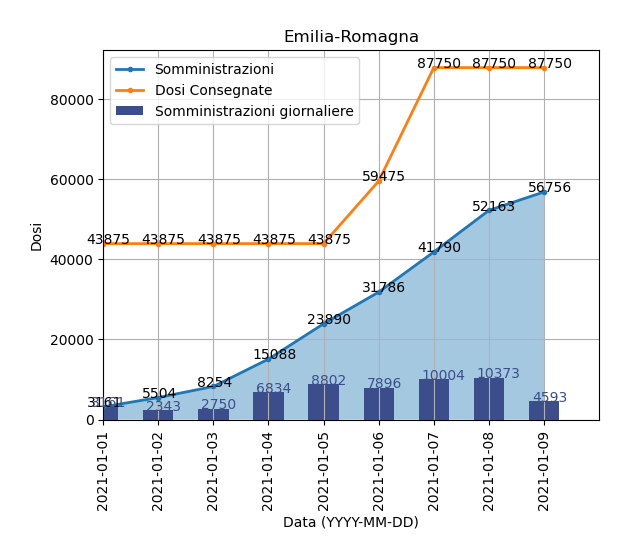 Emilia-Romagna
Somministrazioni
Dosi Consegnate
Somministrazioni giornaliere
87750 87750 87750
80000
59475
60000
56756
52163
43875 43875 43875 43875 43875
41790
40000
31786
23890
20000
15088
8254
5504
3161
3161 2343 2750 6834 8802 7896 10004 10373 4593
0
Dosi
2021-01-01
2021-01-02
2021-01-03
2021-01-04
2021-01-05
2021-01-06
2021-01-07
2021-01-08
2021-01-09
Data (YYYY-MM-DD)